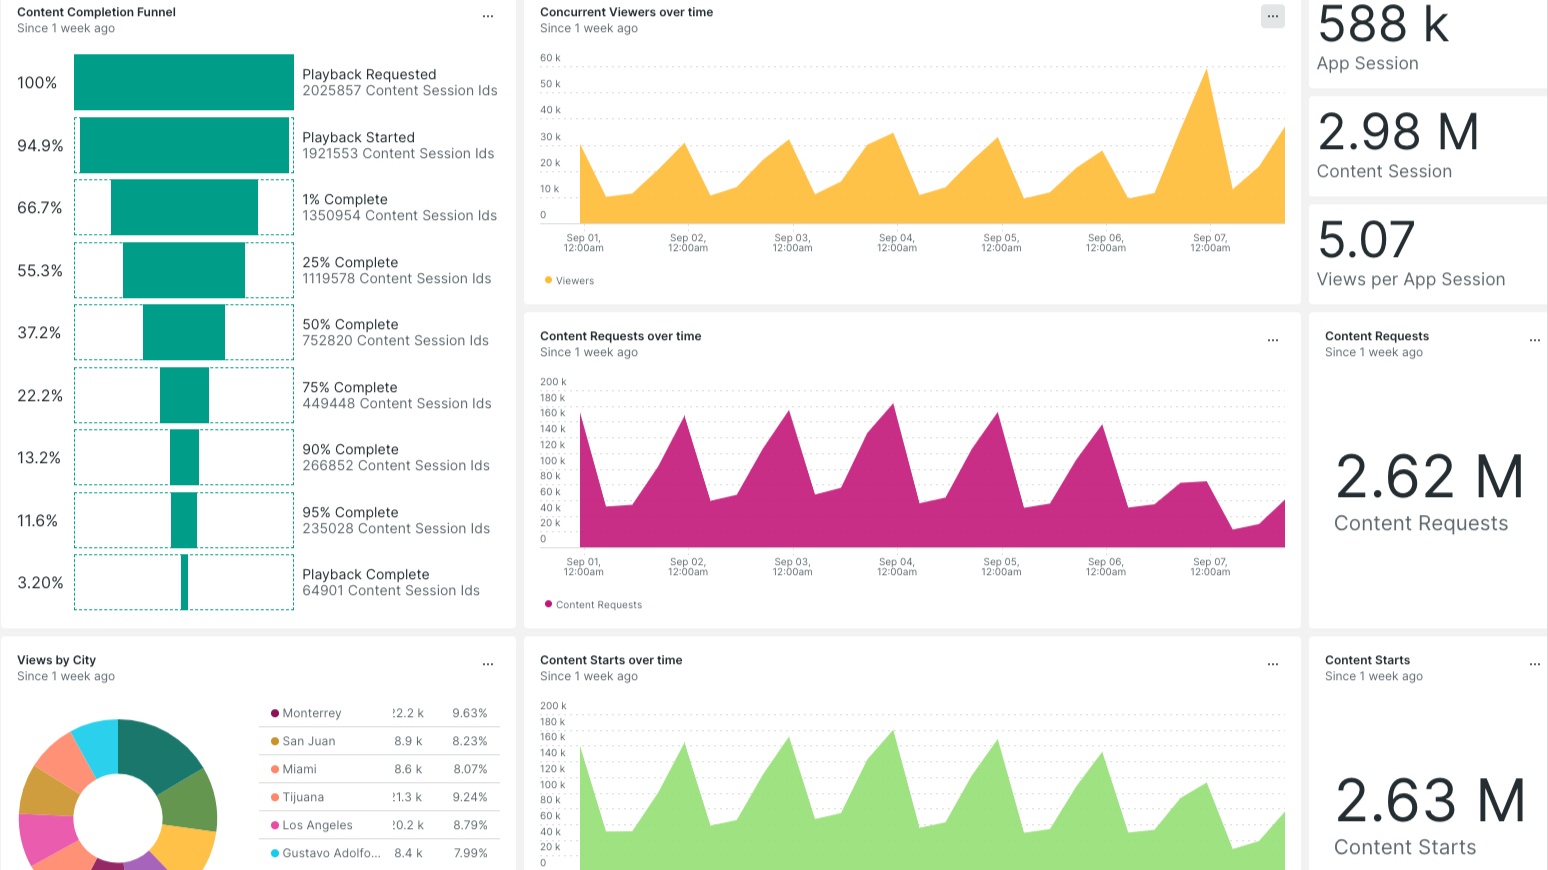 Content Completion Funnel
Since 1 week ago
...
100%
Playback Requested
2025857 Content Session Ids
94.9%
Playback Started
1921553 Content Session Ids
66.7%
1% Complete
1350954 Content Session Ids
55.3%
25% Complete
1119578 Content Session Ids
37.2%
50% Complete
752820 Content Session Ids
22.2%
75% Complete
449448 Content Session Ids
13.2%
90% Complete
266852 Content Session Ids
11.6%
95% Complete
235028 Content Session Ids
3.20%
Playback Complete
64901 Content Session Ids
Concurrent Viewers over time
Since 1 week ago
...
60 k
50 k
40 k
30 k
20 k
10 k
0
Sep 01, 12:00am
Sep 02, 12:00am
Sep 03, 12:00am
Sep 04, 12:00am
Sep 05, 12:00am
Sep 06, 12:00am
Sep 07, 12:00am
Viewers
588 k
App Session
2.98 M
Content Session
5.07
Views per App Session
Content Requests over time
Since 1 week ago
...
200 k
180 k
160 k
140 k
120 k
100 k
80 k
60 k
40 k
20 k
0
Sep 01, 12:00am
Sep 02, 12:00am
Sep 03, 12:00am
Sep 04, 12:00am
Sep 05, 12:00am
Sep 06, 12:00am
Sep 07, 12:00am
Content Requests
Content Requests
Since 1 week ago
...
2.62 M
Content Requests
Views by City
Since 1 week ago
...
Monterrey 9.63%
San Juan 8.9 k 8.23%
Miami 8.6 k 8.07%
Tijuana 9.24%
Los Angeles 8.79%
Gustavo Adolfo... 8.4 k 7.99%
Content Starts over time
Since 1 week ago
...
200 k
180 k
160 k
140 k
120 k
100 k
80 k
60 k
40 k
20 k
0
Content Starts
Since 1 week ago
...
2.63 M
Content Starts